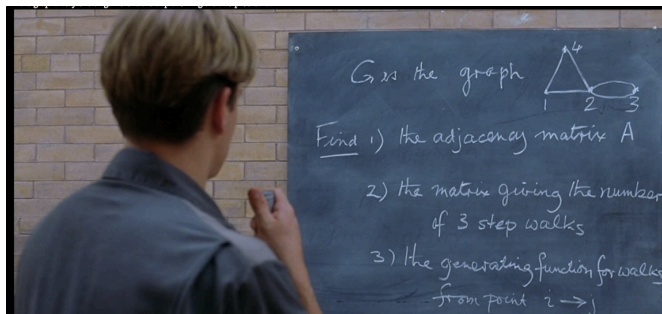 G is the graph
4
1 2 3
Find 1) the adjacency matrix A
2) the matrix giving the number
of 3 step walks
3) the generating function for walks
from point i → j